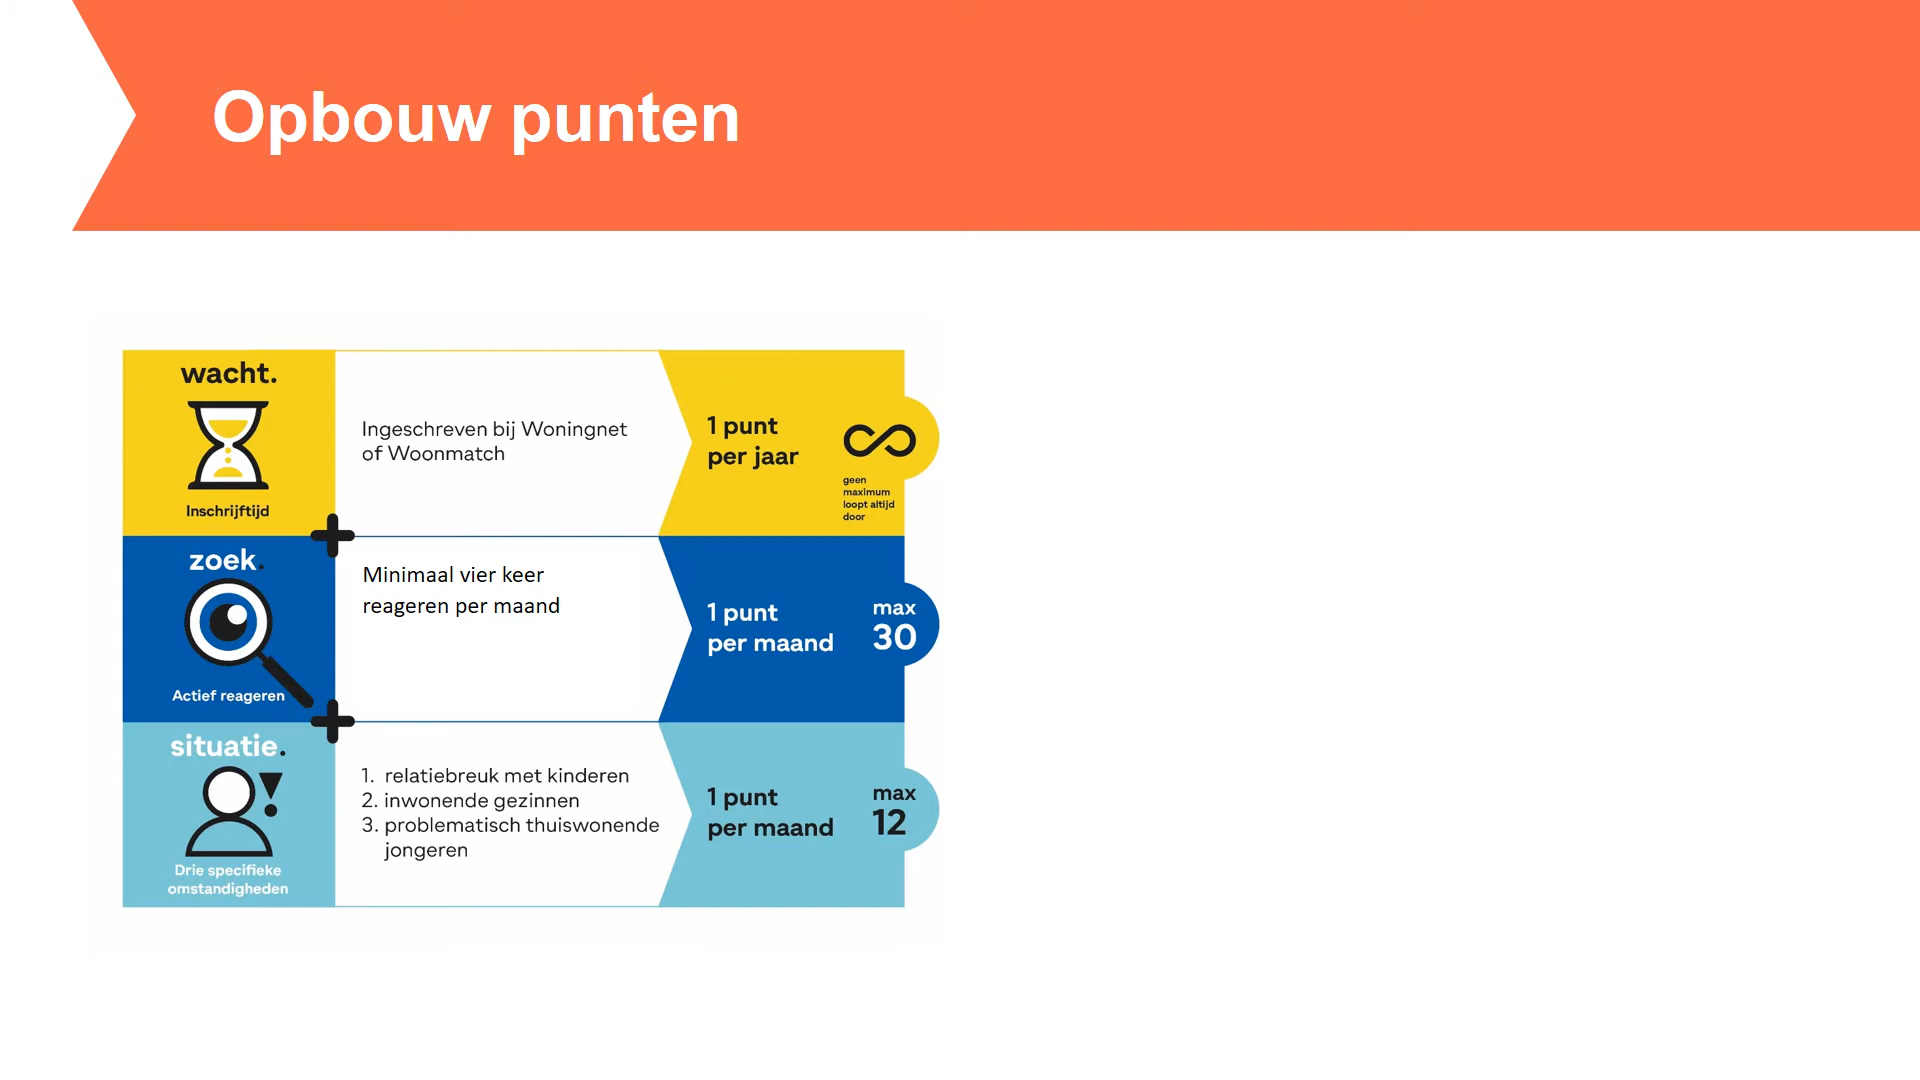 Opbouw punten
wacht.
Inschrijftijd
Ingeschreven bij Woningnet
of Woonmatch
1 punt
per jaar
geen
maximum
loopt altijd
door
zoek.
Actief reageren
Minimaal vier keer
reageren per maand
1 punt
per maand
max
30
situatie.
Drie specifieke
omstandigheden
1. relatiebreuk met kinderen
2. inwonende gezinnen
3. problematisch thuiswonende
jongeren
1 punt
per maand
max
12